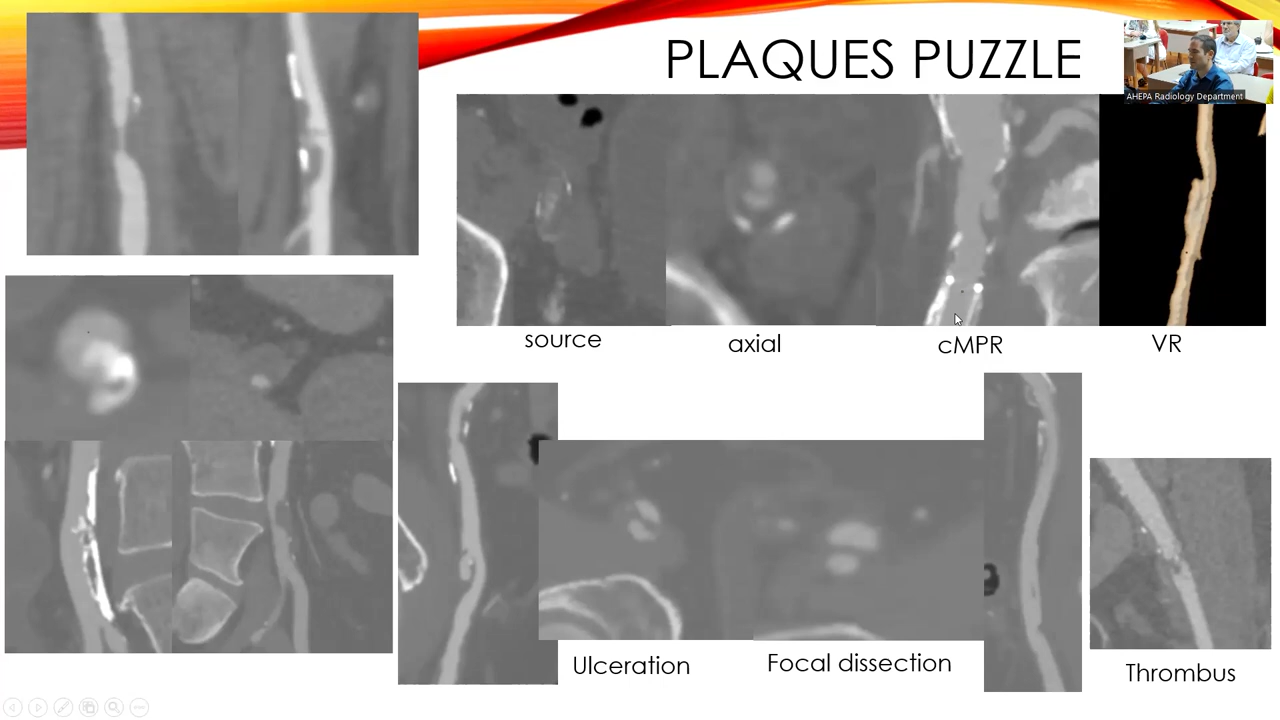 PLAQUES PUZZLE
AHEPA Radiology Department
source
axial
cMPR
VR
Ulceration
Focal dissection
Thrombus